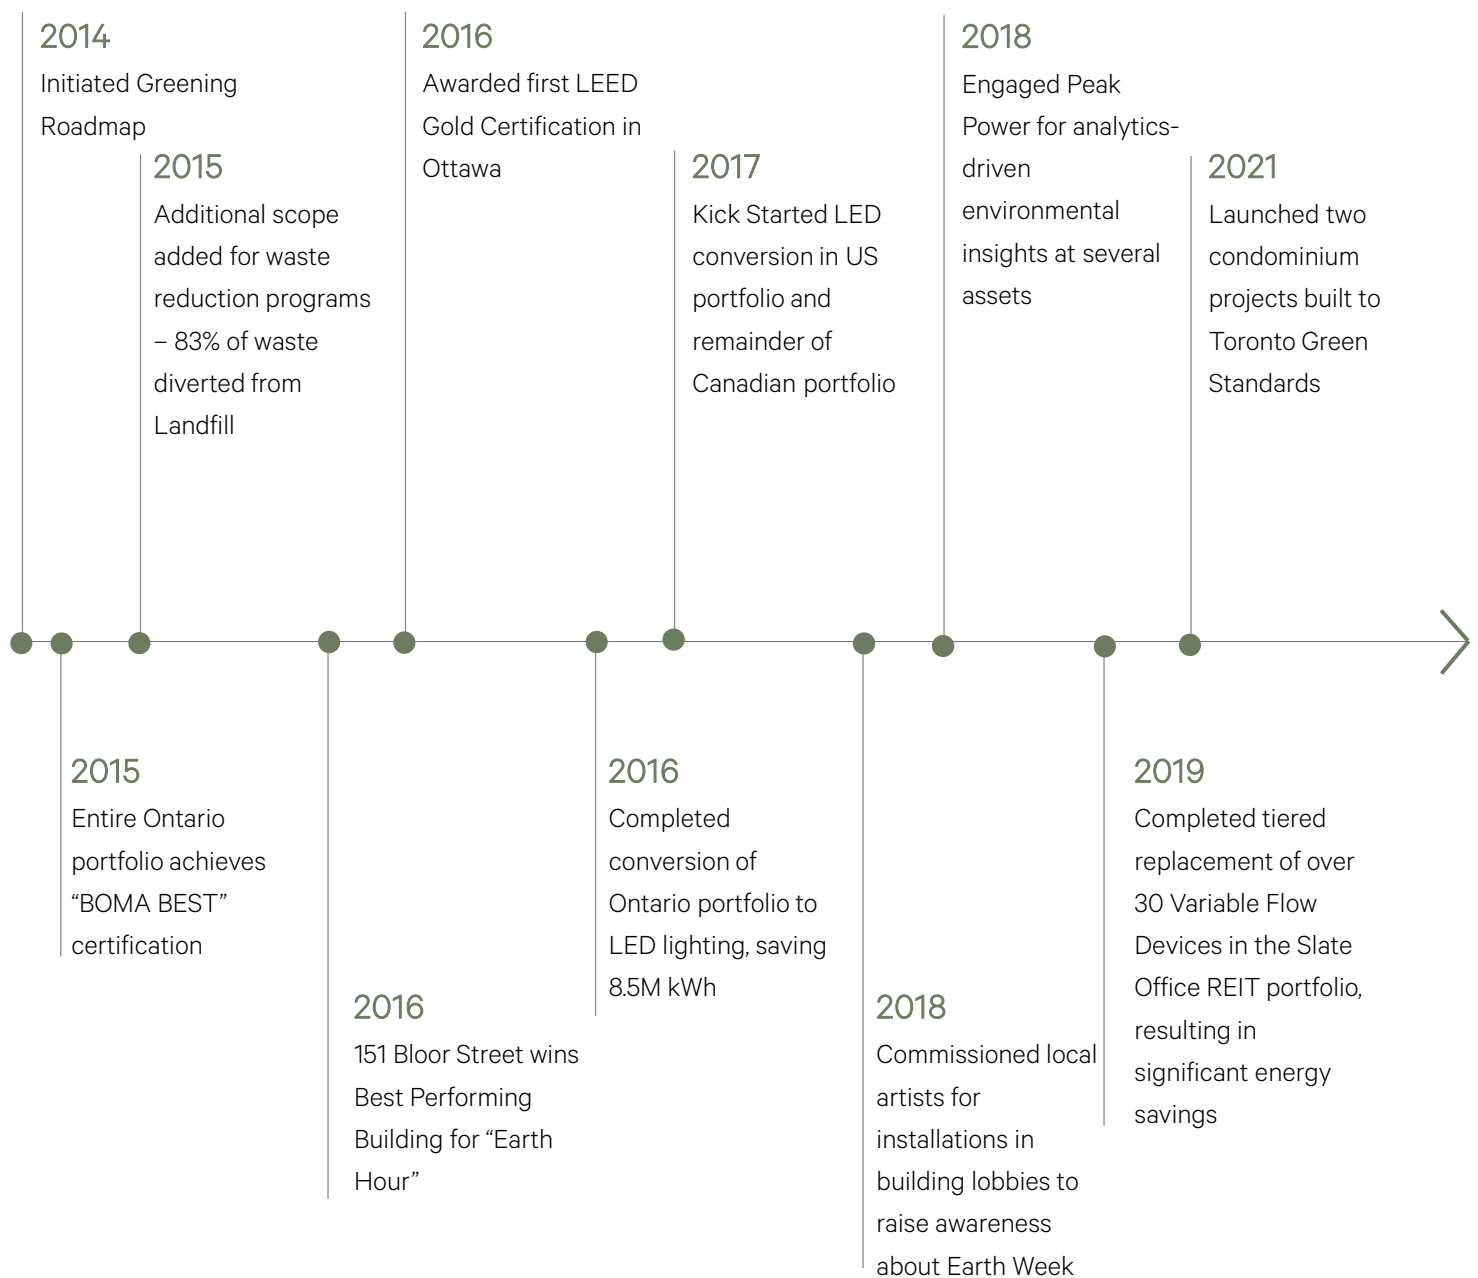 2014
Initiated Greening
Roadmap
2015
Additional scope
added for waste
reduction programs
– 83% of waste
diverted from
Landfill
2016
Awarded first LEED
Gold Certification in
Ottawa
2017
Kick Started LED
conversion in US
portfolio and
remainder of
Canadian portfolio
2018
Engaged Peak
Power for analytics-
driven
environmental
insights at several
assets
2021
Launched two
condominium
projects built to
Toronto Green
Standards
2015
Entire Ontario
portfolio achieves
“BOMA BEST”
certification
2016
151 Bloor Street wins
Best Performing
Building for “Earth
Hour”
2016
Completed
conversion of
Ontario portfolio to
LED lighting, saving
8.5M kWh
2018
Commissioned local
artists for
installations in
building lobbies to
raise awareness
about Earth Week
2019
Completed tiered
replacement of over
30 Variable Flow
Devices in the Slate
Office REIT portfolio,
resulting in
significant energy
savings